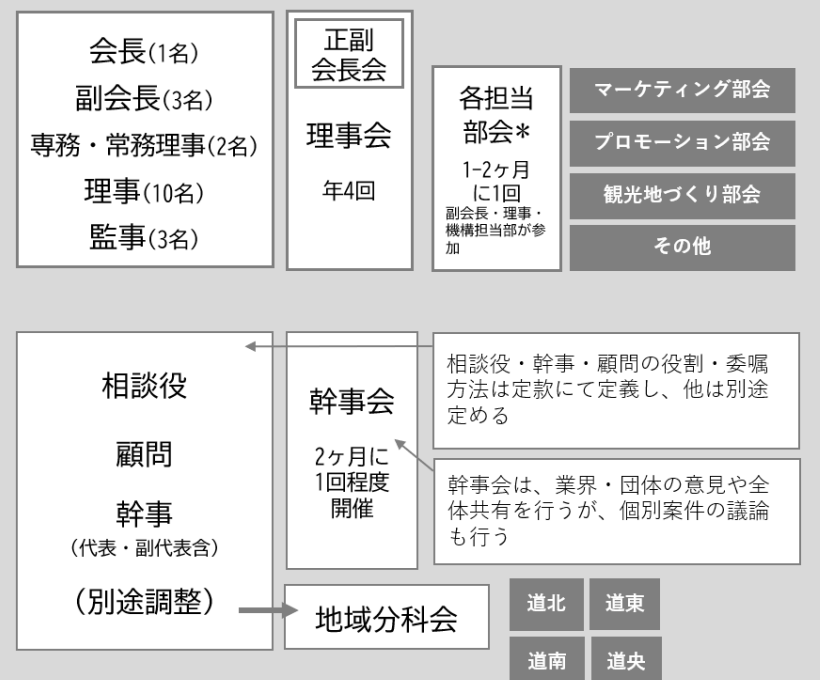 会長(1名)
副会長(3名)
専務・常務理事(2名)
理事(10名)
監事(3名)
正副
会長会
理事会
年4回
各担当
部会*
1-2ヶ月
に1回
副会長・理事・
機構担当部が参
加
マーケティング部会
プロモーション部会
観光地づくり部会
その他
相談役
顧問
幹事
（代表・副代表含）
（別途調整）
幹事会
2ヶ月に
1回程度
開催
相談役・幹事・顧問の役割・委嘱
方法は定款にて定義し、他は別途
定める
幹事会は、業界・団体の意見や全
体共有を行うが、個別案件の議論
も行う
地域分科会
道北
道東
道南
道央